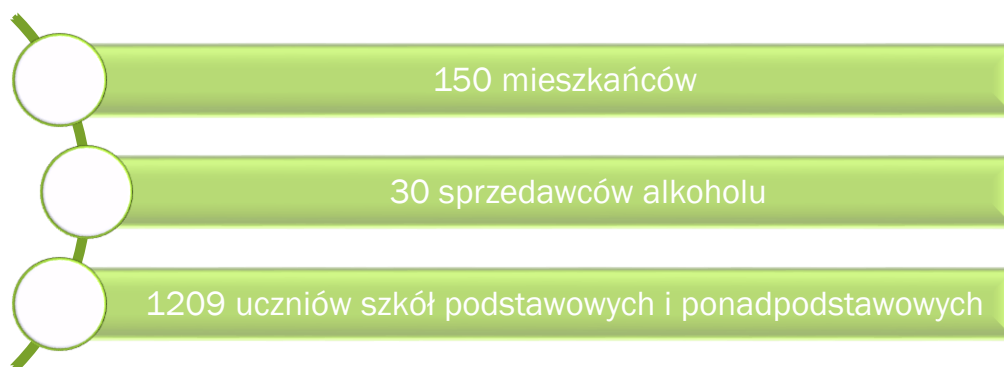 150 mieszkańców
30 sprzedawców alkoholu
1209 uczniów szkół podstawowych i ponadpodstawowych